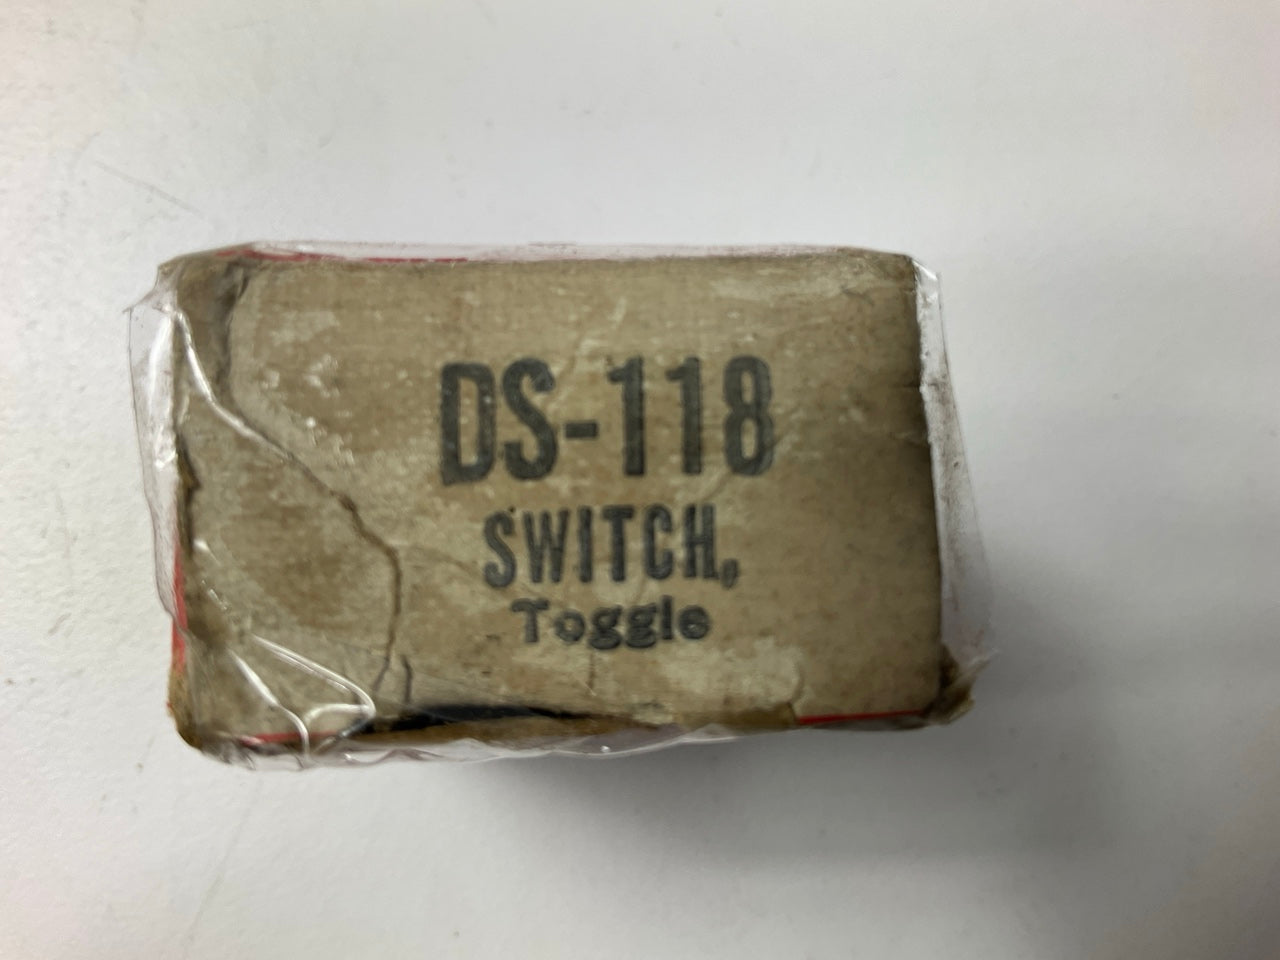 DS-118
SWITCH,
Toggle